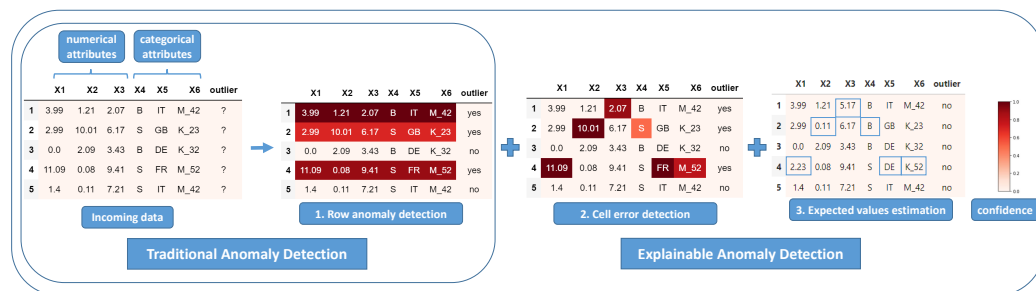 numerical attributes
categorical attributes
X1 X2 X3 X4 X5 X6 outlier
1 3.99 1.21 2.07 B IT M_42 ?
2 2.99 10.01 6.17 S GB K_23 ?
3 0.0 2.09 3.43 B DE K_32 ?
4 11.09 0.08 9.41 S FR M_52 ?
5 1.4 0.11 7.21 S IT M_42 ?
Incoming data
X1 X2 X3 X4 X5 X6 outlier
1 3.99 1.21 2.07 B IT M_42 yes
2 2.99 10.01 6.17 S GB K_23 yes
3 0.0 2.09 3.43 B DE K_32 no
4 11.09 0.08 9.41 S FR M_52 yes
5 1.4 0.11 7.21 S IT M_42 no
1. Row anomaly detection
Traditional Anomaly Detection
X1 X2 X3 X4 X5 X6 outlier
1 3.99 1.21 2.07 B IT M_42 yes
2 2.99 10.01 6.17 S GB K_23 yes
3 0.0 2.09 3.43 B DE K_32 no
4 11.09 0.08 9.41 S FR M_52 yes
5 1.4 0.11 7.21 S IT M_42 no
2. Cell error detection
X1 X2 X3 X4 X5 X6 outlier
1 3.99 1.21 5.17 B IT M_42 no
2 2.99 0.11 6.17 B GB K_23 no
3 0.0 2.09 3.43 B DE K_32 no
4 2.23 0.08 9.41 S DE K_52 no
5 1.4 0.11 7.21 S IT M_42 no
3. Expected values estimation
1.0
0.8
0.6
0.4
0.2
0.0
confidence
Explainable Anomaly Detection